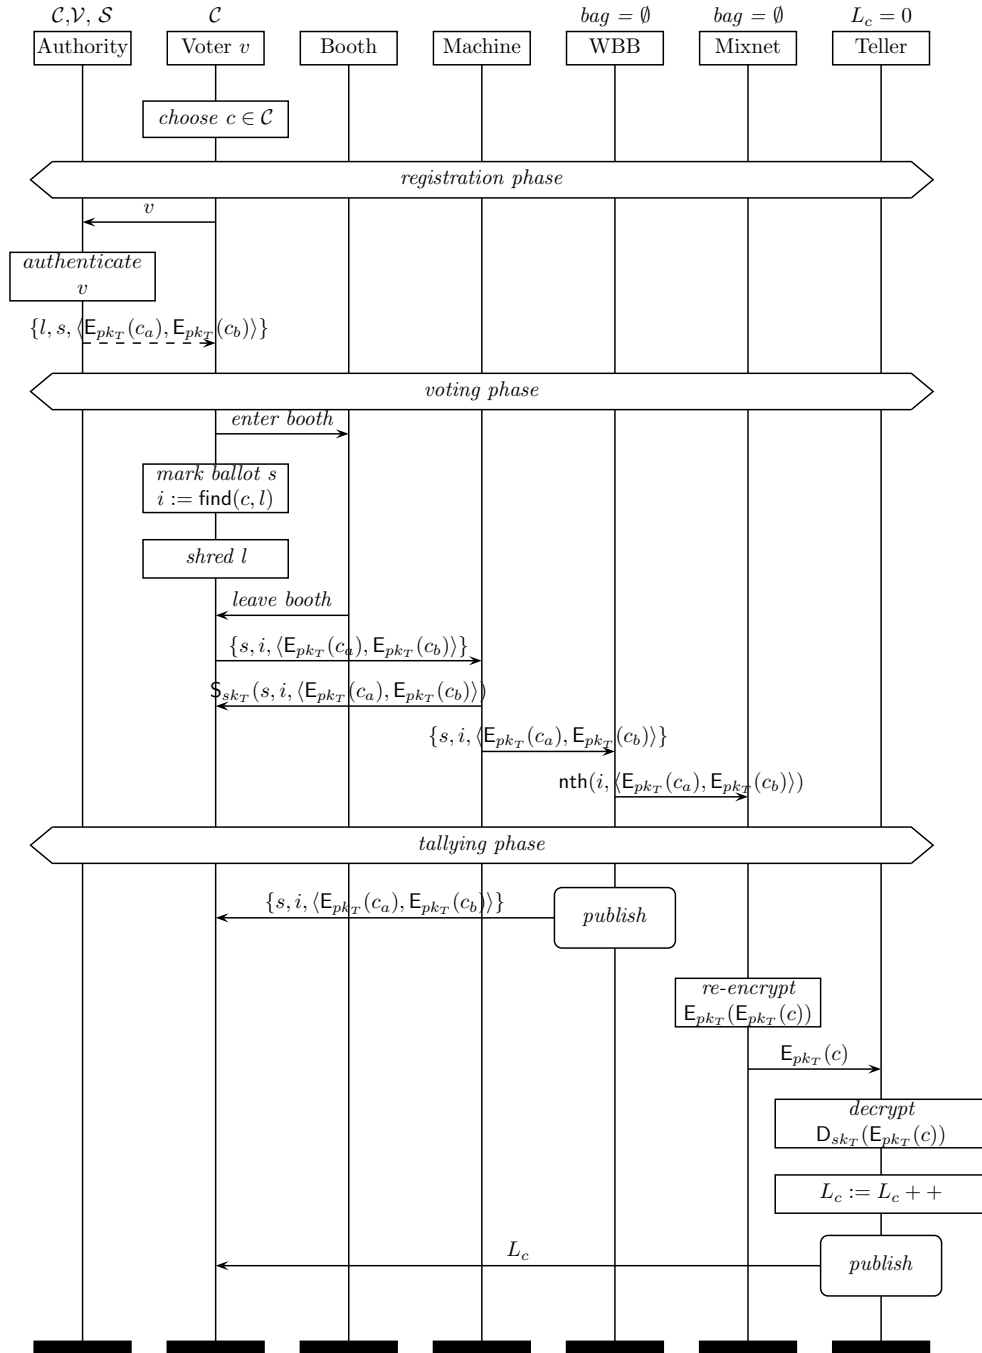 𝒞,𝒱, 𝒮 𝒞 bag = ∅ bag = ∅ L_c = 0
Authority Voter v Booth Machine WBB Mixnet Teller
choose c ∈ 𝒞
registration phase
v
authenticate
v
{l, s, ⟨E_{pk_T}(c_a), E_{pk_T}(c_b)⟩}
voting phase
enter booth
mark ballot s
i := find(c, l)
shred l
leave booth
{s, i, ⟨E_{pk_T}(c_a), E_{pk_T}(c_b)⟩}
S_{sk_T}(s, i, ⟨E_{pk_T}(c_a), E_{pk_T}(c_b)⟩)
{s, i, ⟨E_{pk_T}(c_a), E_{pk_T}(c_b)⟩}
nth(i, ⟨E_{pk_T}(c_a), E_{pk_T}(c_b)⟩)
tallying phase
{s, i, ⟨E_{pk_T}(c_a), E_{pk_T}(c_b)⟩}
publish
re-encrypt
E_{pk_T}(E_{pk_T}(c))
E_{pk_T}(c)
decrypt
D_{sk_T}(E_{pk_T}(c))
L_c := L_c + +
L_c
publish